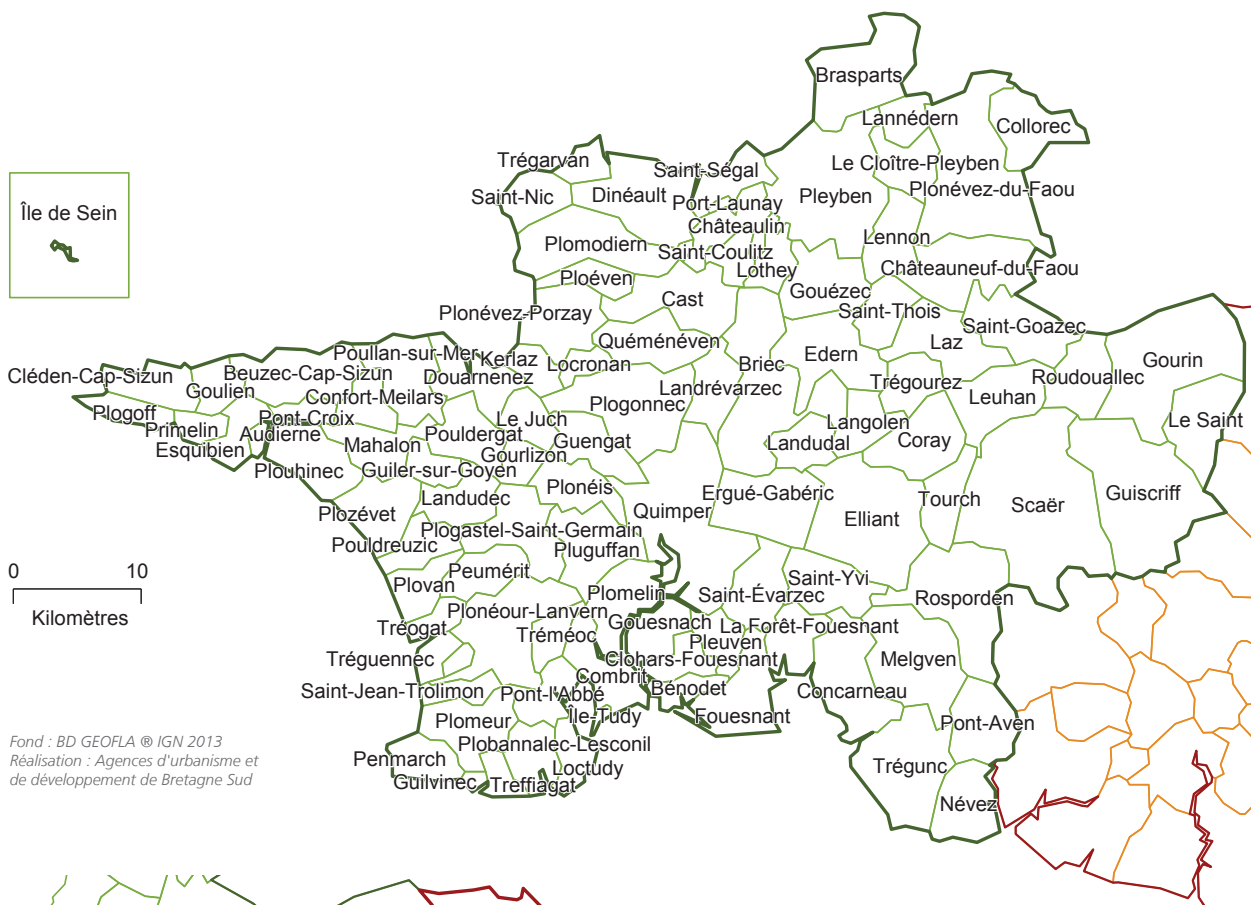 Brasparts
Lannédern
Collorec
Trégarvan
Saint-Ségal
Le Cloître-Pleyben
Saint-Nic
Dinéault
Port-Launay
Pleyben
Plonévez-du-Faou
Île de Sein
Châteaulin
Plomodiern
Saint-Coulitz
Lennon
Lothey
Châteauneuf-du-Faou
Ploéven
Gouézec
Cast
Saint-Thois
Plonévez-Porzay
Saint-Goazec
Quéménéven
Laz
Poullan-sur-Mer
Kerlaz
Locronan
Briec
Edern
Gourin
Cléden-Cap-Sizun
Beuzec-Cap-Sizun
Douarnenez
Landrévarzec
Trégourez
Roudouallec
Goulien
Confort-Meilars
Plogonnec
Leuhan
Plogoff
Pont-Croix
Le Juch
Langolen
Le Saint
Primelin
Audierne
Pouldergat
Guengat
Landudal
Coray
Esquibien
Mahalon
Gourlizon
Plouhinec
Guiler-sur-Goyen
Plonéis
Ergué-Gabéric
Tourch
Scaër
Guiscriff
Landudec
Quimper
Elliant
Plozévet
Plogastel-Saint-Germain
Pouldreuzic
Pluguffan
Peumérit
Plovan
Saint-Yvi
Plomelin
Saint-Évarzec
Rosporden
Plonéour-Lanvern
Gouesnach
Tréogat
Tréméoc
La Forêt-Fouesnant
Pleuven
Tréguennec
Clohars-Fouesnant
Melgven
Combrit
Saint-Jean-Trolimon
Pont-l'Abbé
Bénodet
Concarneau
Plomeur
Île-Tudy
Fouesnant
Pont-Aven
Plobannalec-Lesconil
Penmarch
Loctudy
Trégunc
Guilvinec
Treffiagat
Névez
0 10
Kilomètres
Fond : BD GEOFLA ® IGN 2013
Réalisation : Agences d'urbanisme et
de développement de Bretagne Sud